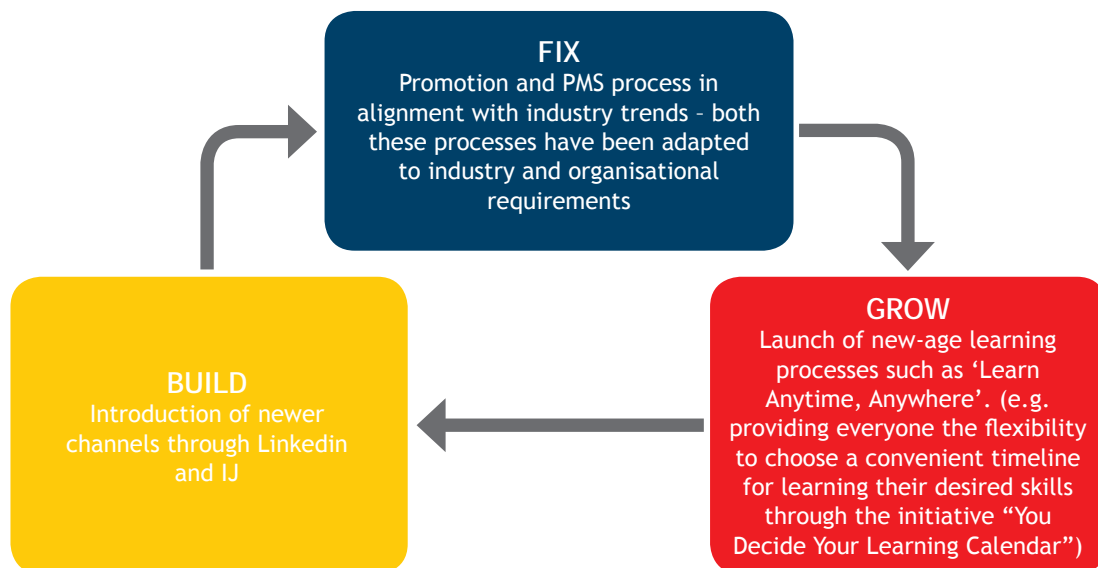 FIX
Promotion and PMS process in
alignment with industry trends – both
these processes have been adapted
to industry and organisational
requirements
GROW
Launch of new-age learning
processes such as ‘Learn
Anytime, Anywhere’. (e.g.
providing everyone the flexibility
to choose a convenient timeline
for learning their desired skills
through the initiative “You
Decide Your Learning Calendar”)
BUILD
Introduction of newer
channels through Linkedin
and IJ